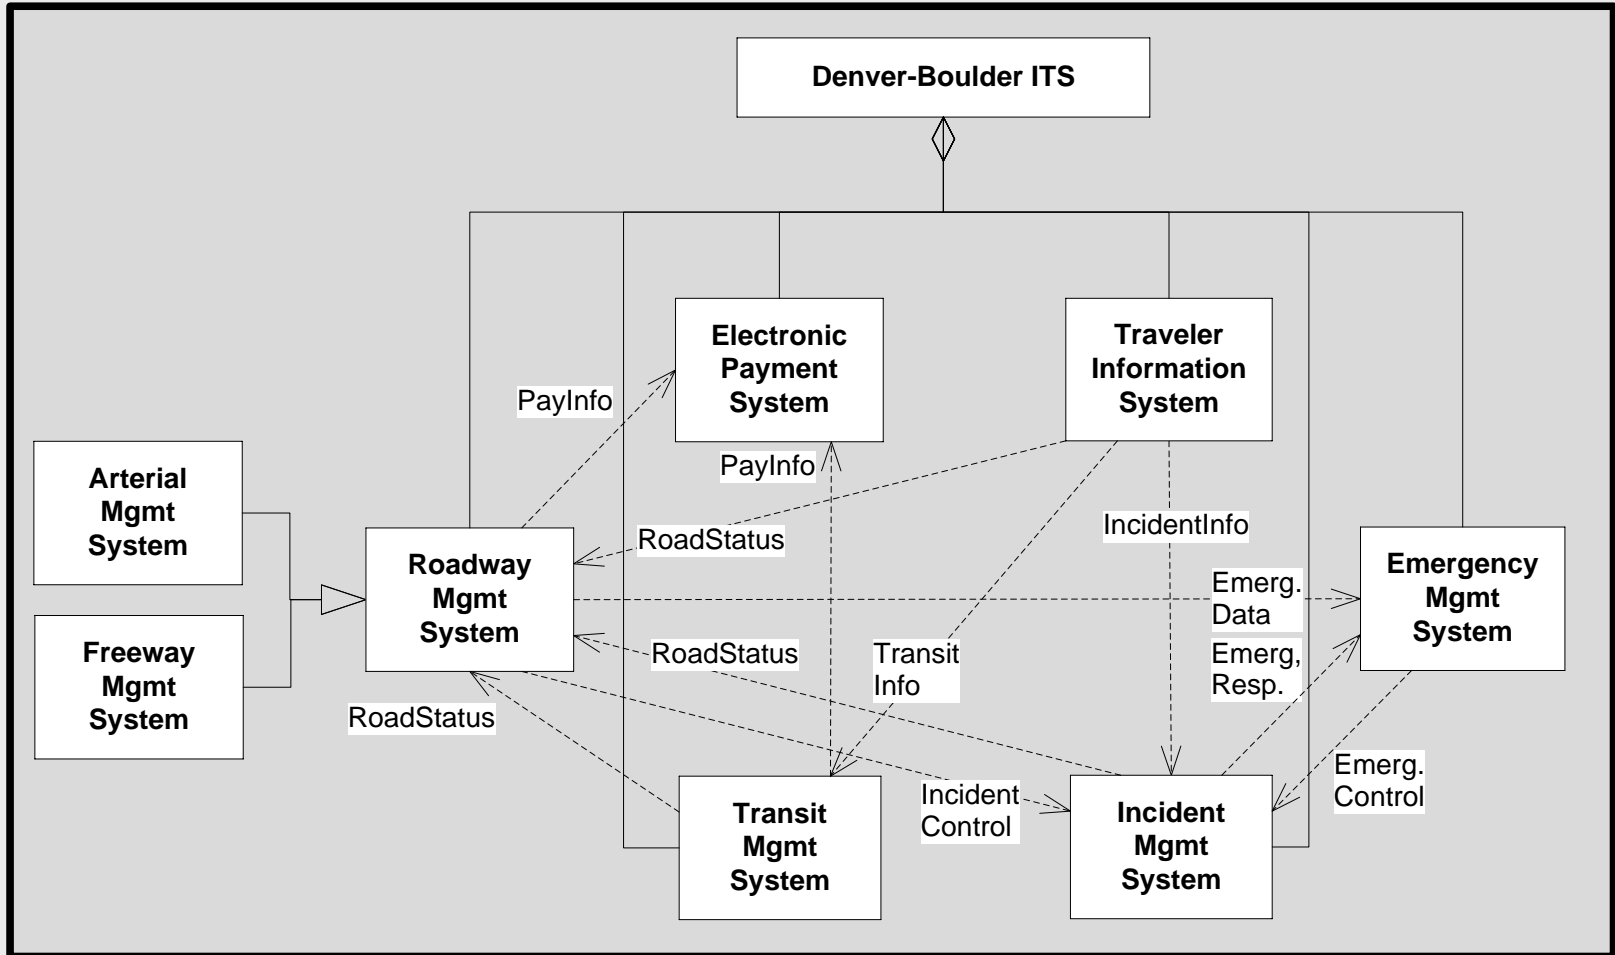 Denver-Boulder ITS
Electronic
Payment
System
Traveler
Information
System
PayInfo
PayInfo
Arterial
Mgmt
System
RoadStatus
IncidentInfo
Roadway
Mgmt
System
Emergency
Mgmt
System
Emerg.
Data
Freeway
Mgmt
System
RoadStatus
Transit
Info
Emerg,
Resp.
RoadStatus
Transit
Mgmt
System
Incident
Control
Incident
Mgmt
System
Emerg.
Control